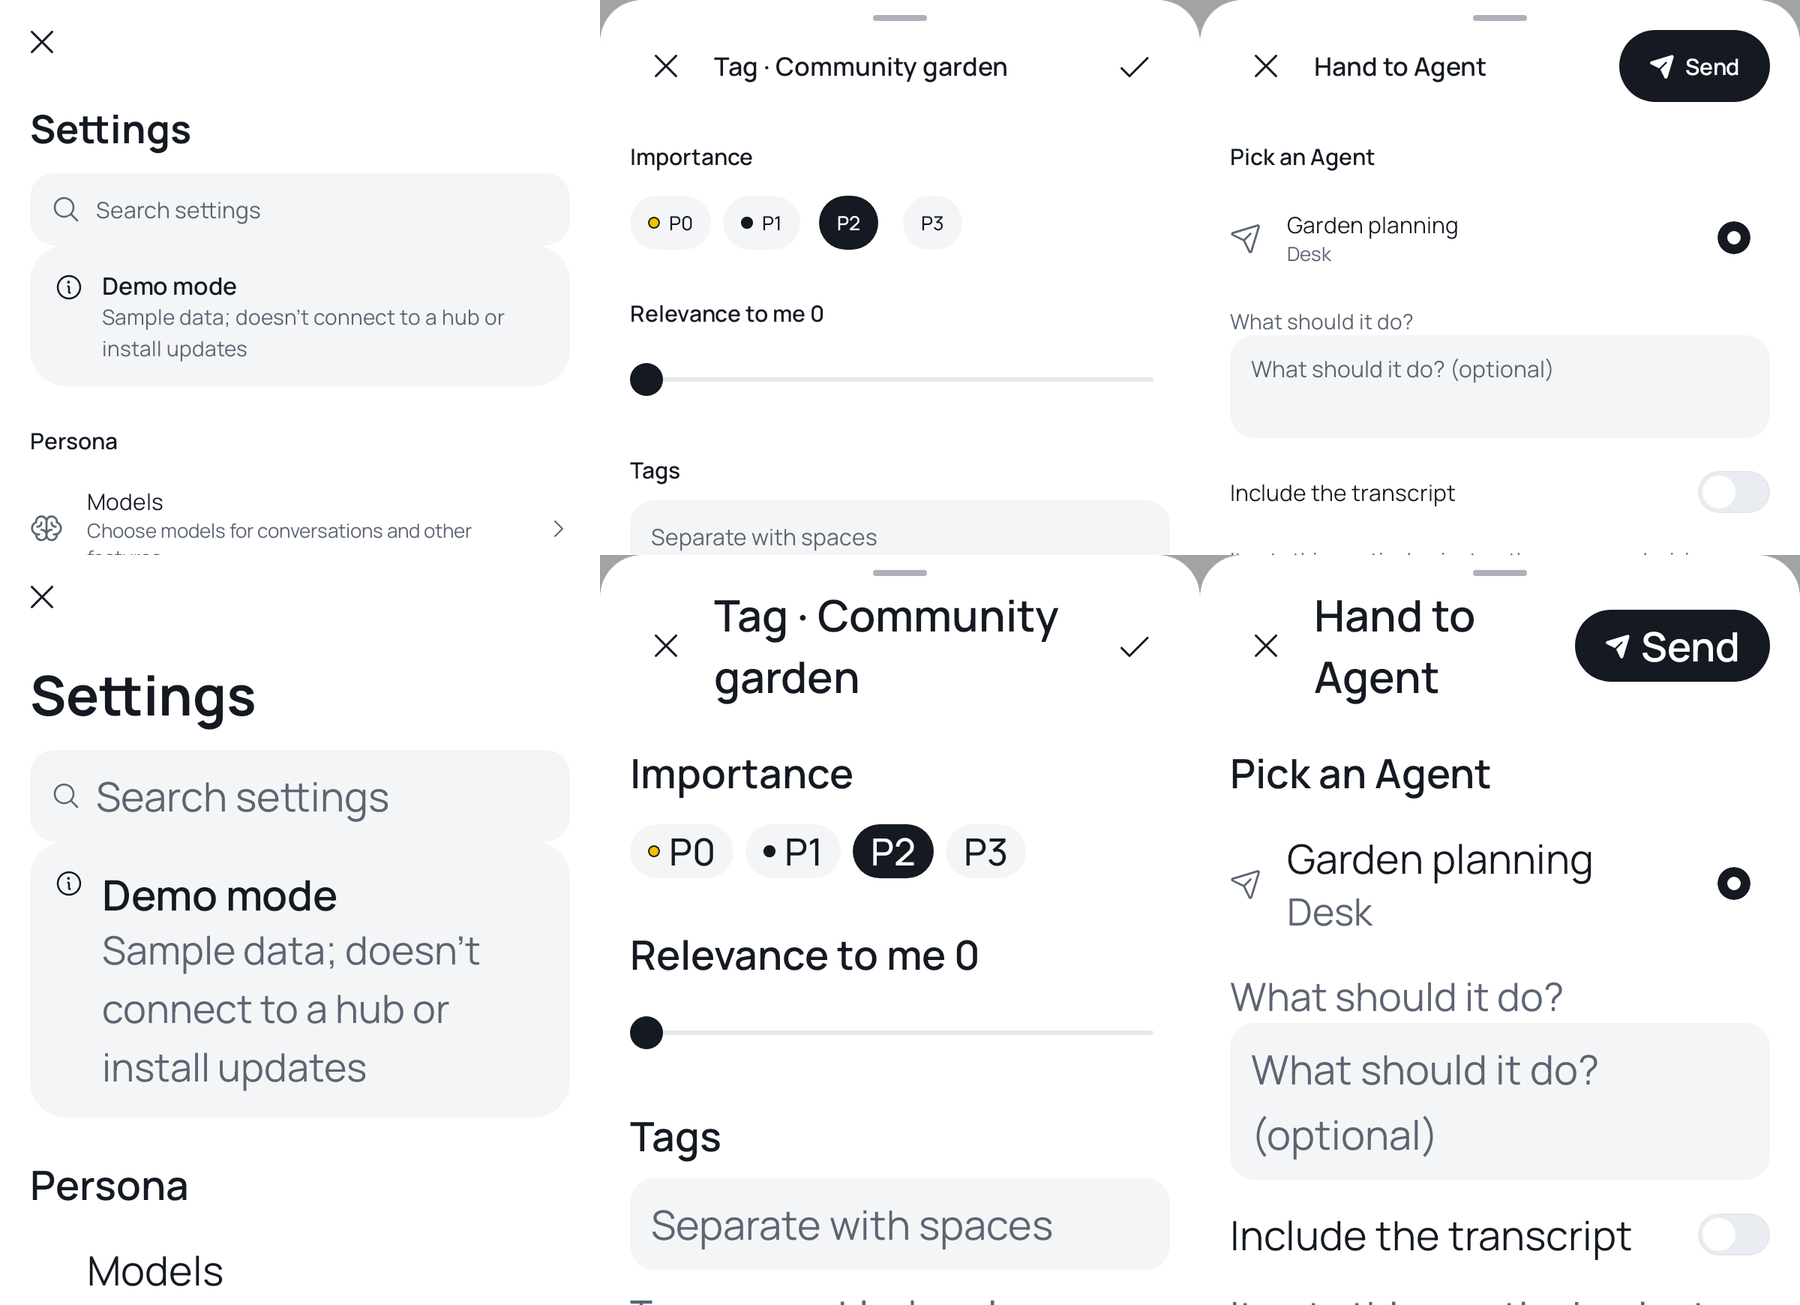 Settings
Search settings
Demo mode
Sample data; doesn't connect to a hub or
install updates
Persona
Models
Choose models for conversations and other
Tag · Community garden
Importance
P0
P1
P2
P3
Relevance to me 0
Tags
Separate with spaces
Hand to Agent
Send
Pick an Agent
Garden planning
Desk
What should it do?
What should it do? (optional)
Include the transcript
Settings
Search settings
Demo mode
Sample data; doesn't
connect to a hub or
install updates
Persona
Models
Tag · Community
garden
Importance
P0
P1
P2
P3
Relevance to me 0
Tags
Separate with spaces
Hand to
Agent
Send
Pick an Agent
Garden planning
Desk
What should it do?
What should it do?
(optional)
Include the transcript